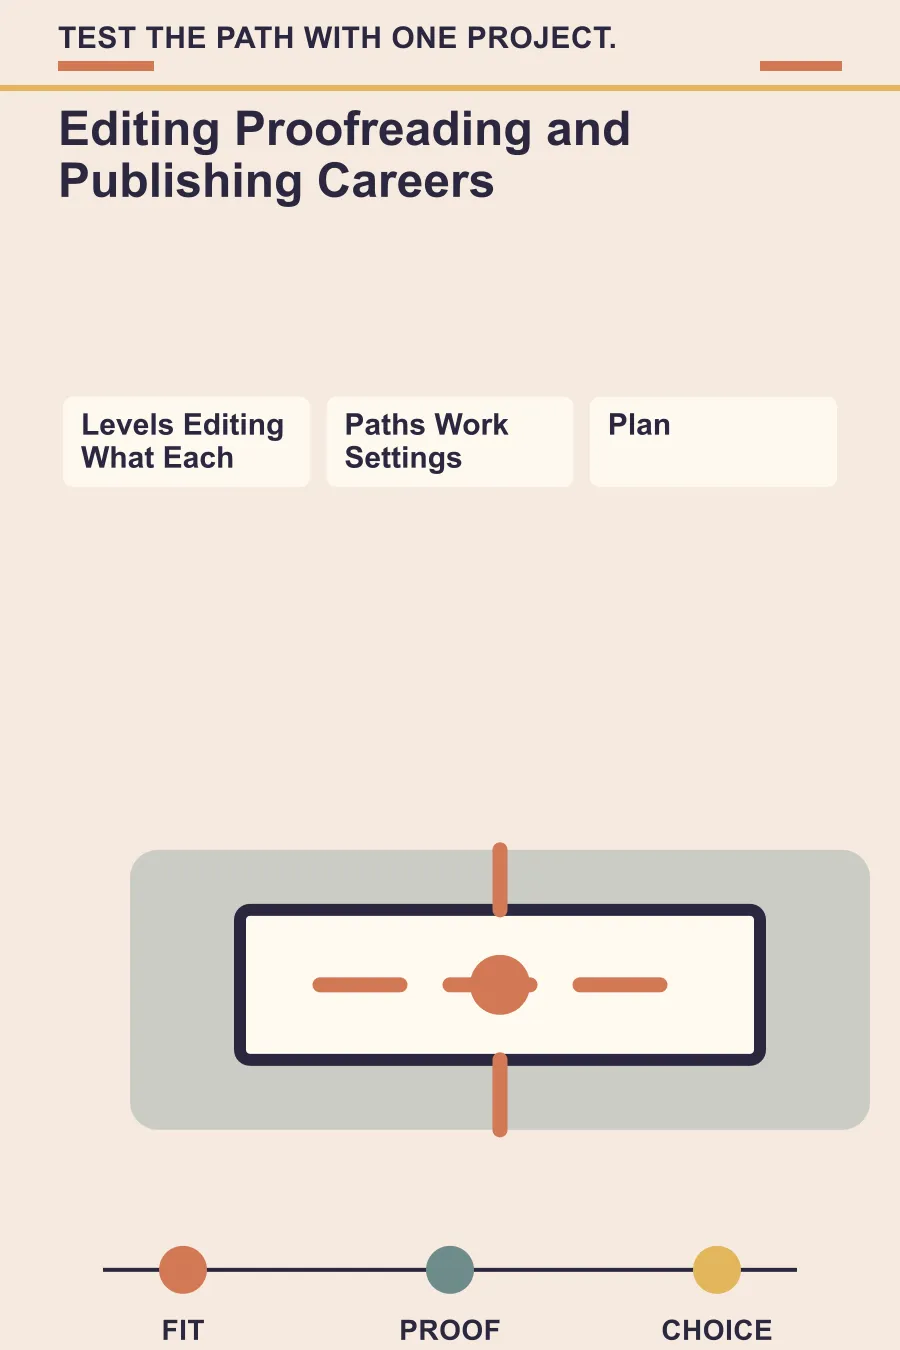 TEST THE PATH WITH ONE PROJECT.
Editing Proofreading and
Publishing Careers
Levels Editing
What Each
Paths Work
Settings
Plan
FIT
PROOF
CHOICE